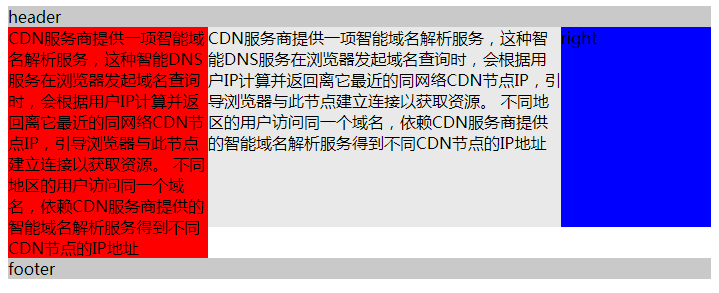 header
CDN服务商提供一项智能域
名解析服务，这种智能DNS
服务在浏览器发起域名查询
时，会根据用户IP计算并返
回离它最近的同网络CDN节
点IP，引导浏览器与此节点
建立连接以获取资源。 不同
地区的用户访问同一个域
名，依赖CDN服务商提供的
智能域名解析服务得到不同
CDN节点的IP地址
CDN服务商提供一项智能域名解析服务，这种智
能DNS服务在浏览器发起域名查询时，会根据用
户IP计算并返回离它最近的同网络CDN节点IP，引
导浏览器与此节点建立连接以获取资源。 不同地
区的用户访问同一个域名，依赖CDN服务商提供
的智能域名解析服务得到不同CDN节点的IP地址
right
footer